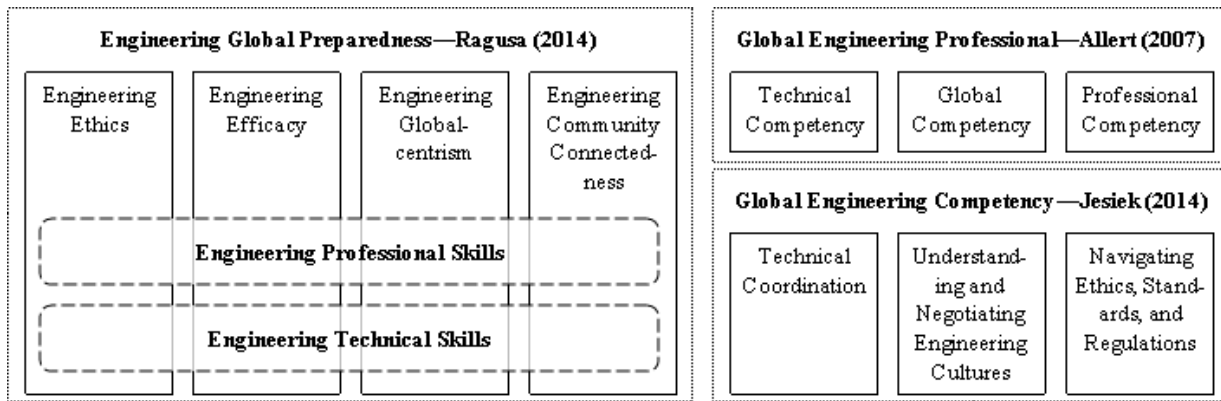 Engineering Global Preparedness—Ragusa (2014)
Engineering
Ethics
Engineering
Efficacy
Engineering
Global-
centrism
Engineering
Community
Connected-
ness
Engineering Professional Skills
Engineering Technical Skills
Global Engineering Professional—Allert (2007)
Technical
Competency
Global
Competency
Professional
Competency
Global Engineering Competency—Jesiek (2014)
Technical
Coordination
Understand-
ing and
Negotiating
Engineering
Cultures
Navigating
Ethics, Stand-
ards, and
Regulations